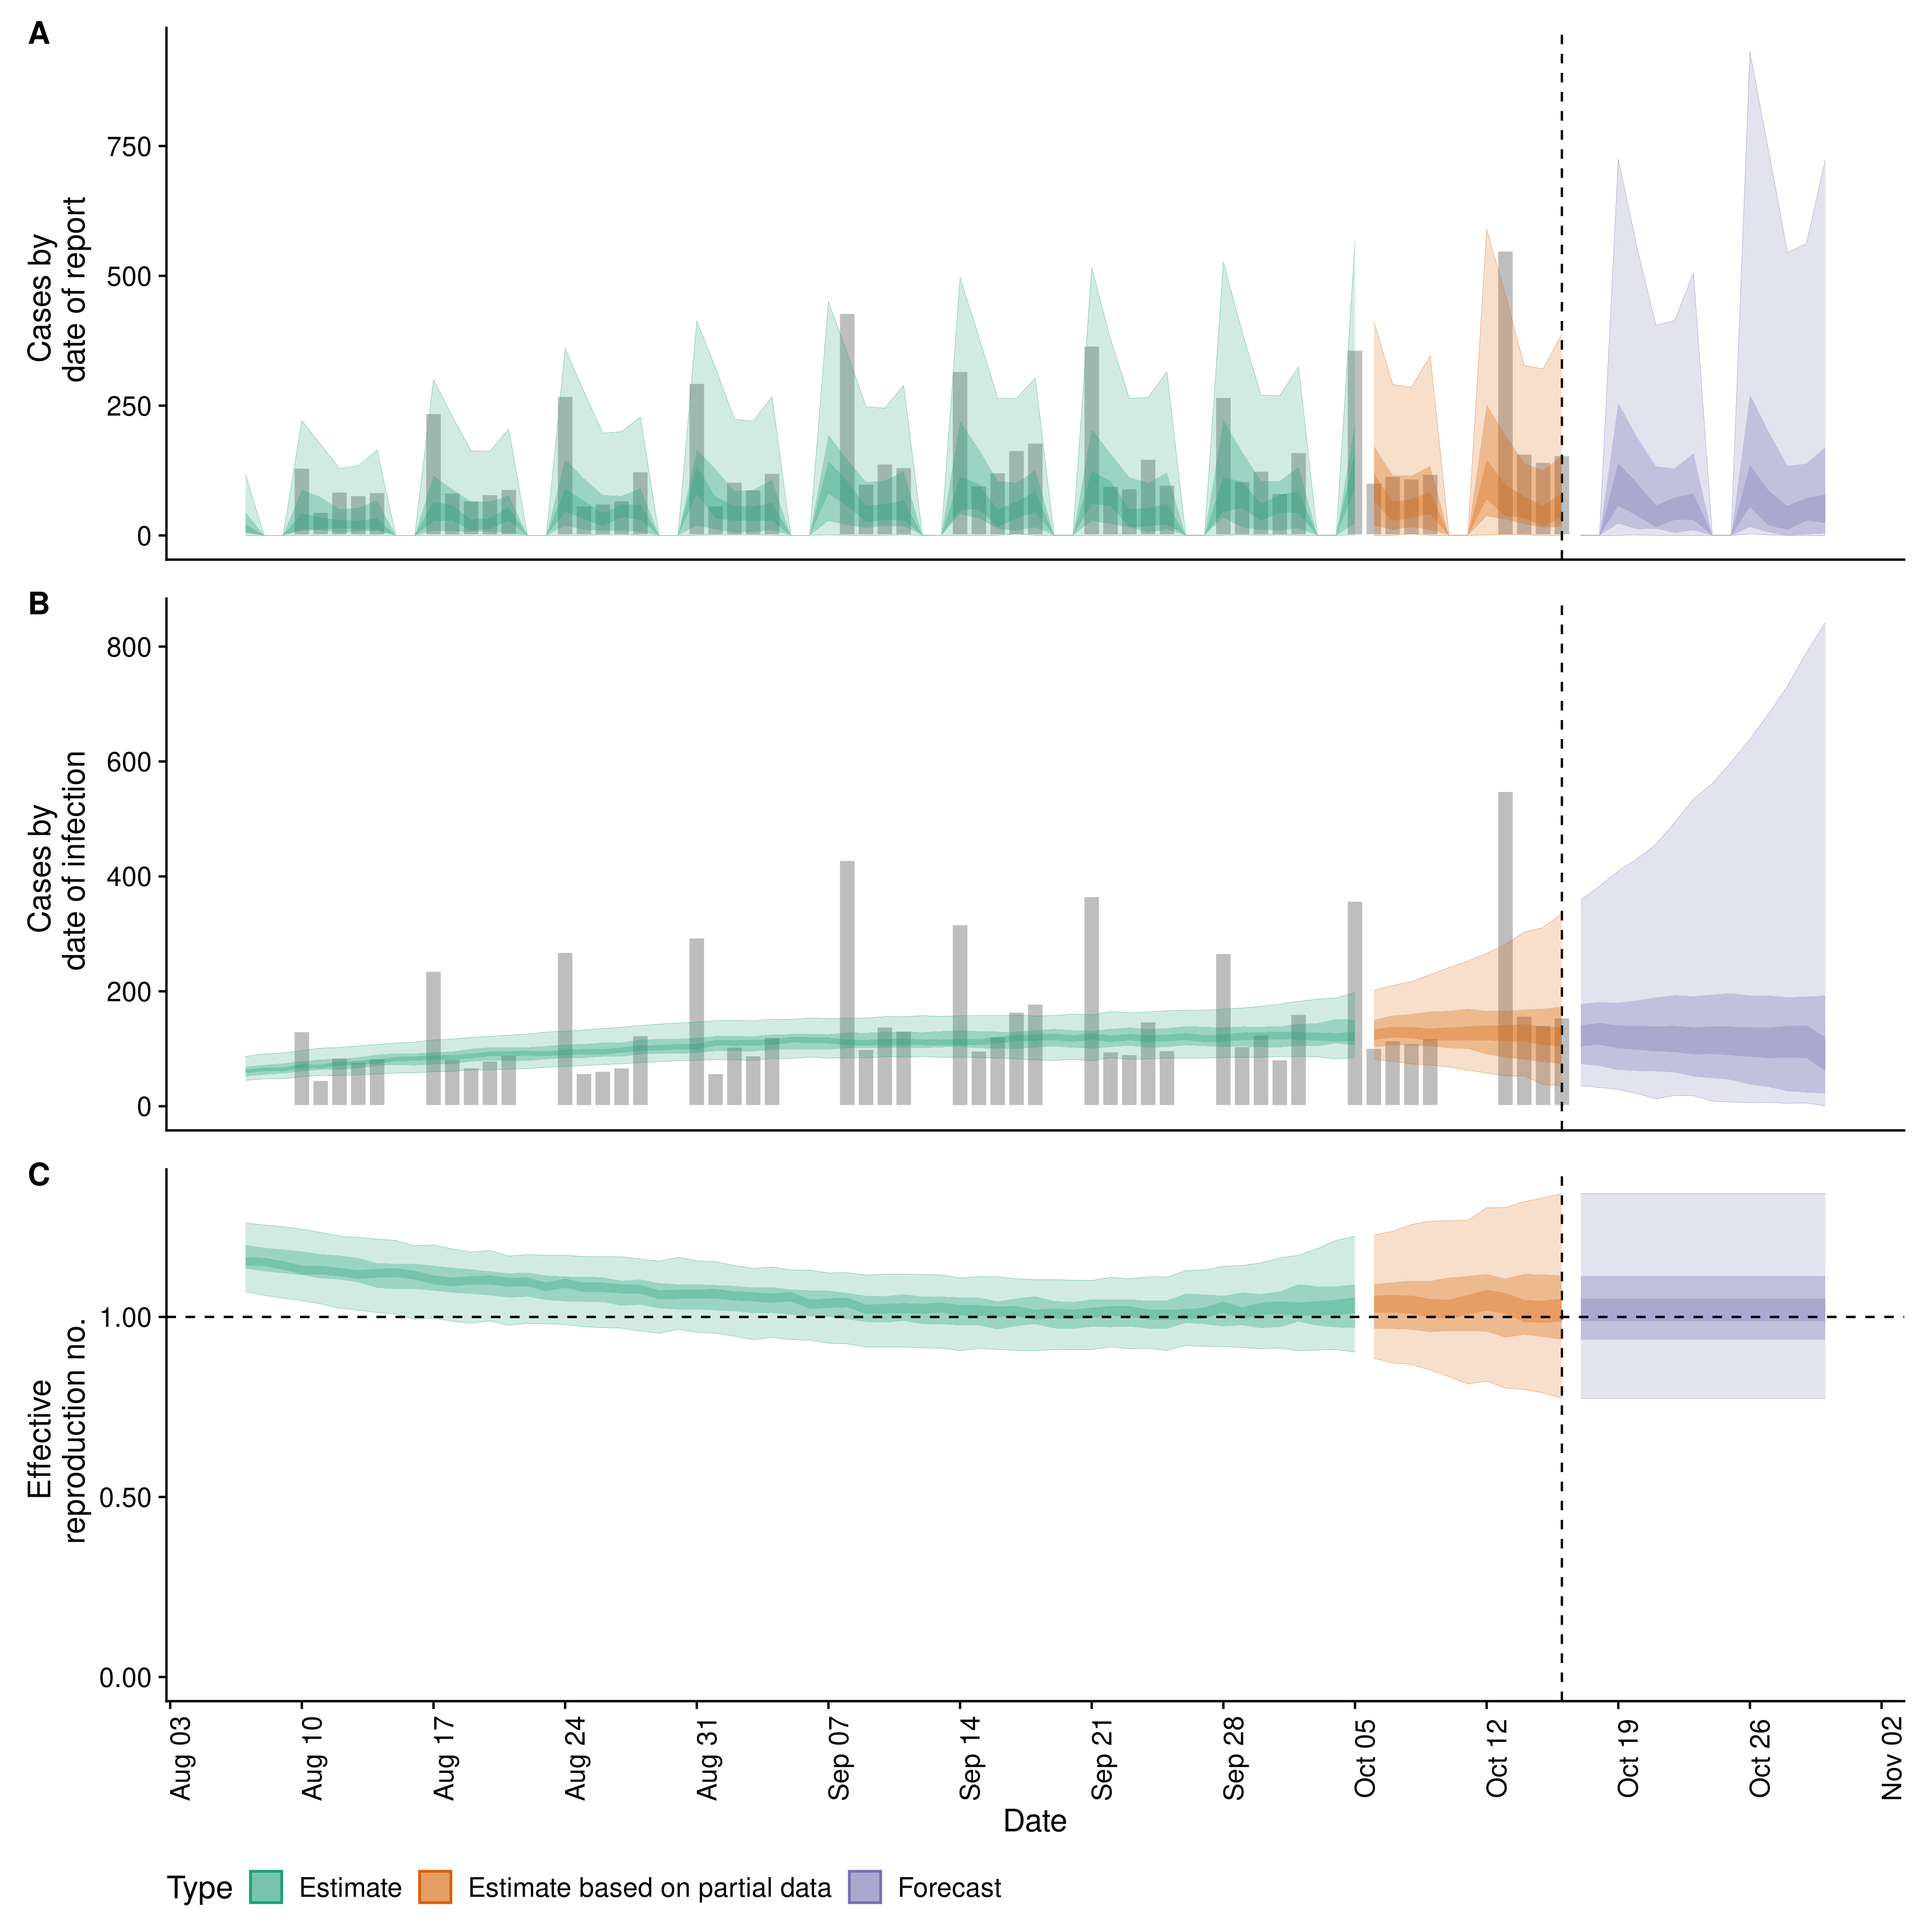 A
Cases by
date of report
750
500
250
0
B
Cases by
date of infection
800
600
400
200
0
C
Effective
reproduction no.
1.00
0.50
0.00
Aug 03
Aug 10
Aug 17
Aug 24
Aug 31
Sep 07
Sep 14
Sep 21
Sep 28
Oct 05
Oct 12
Oct 19
Oct 26
Nov 02
Date
Type Estimate Estimate based on partial data Forecast